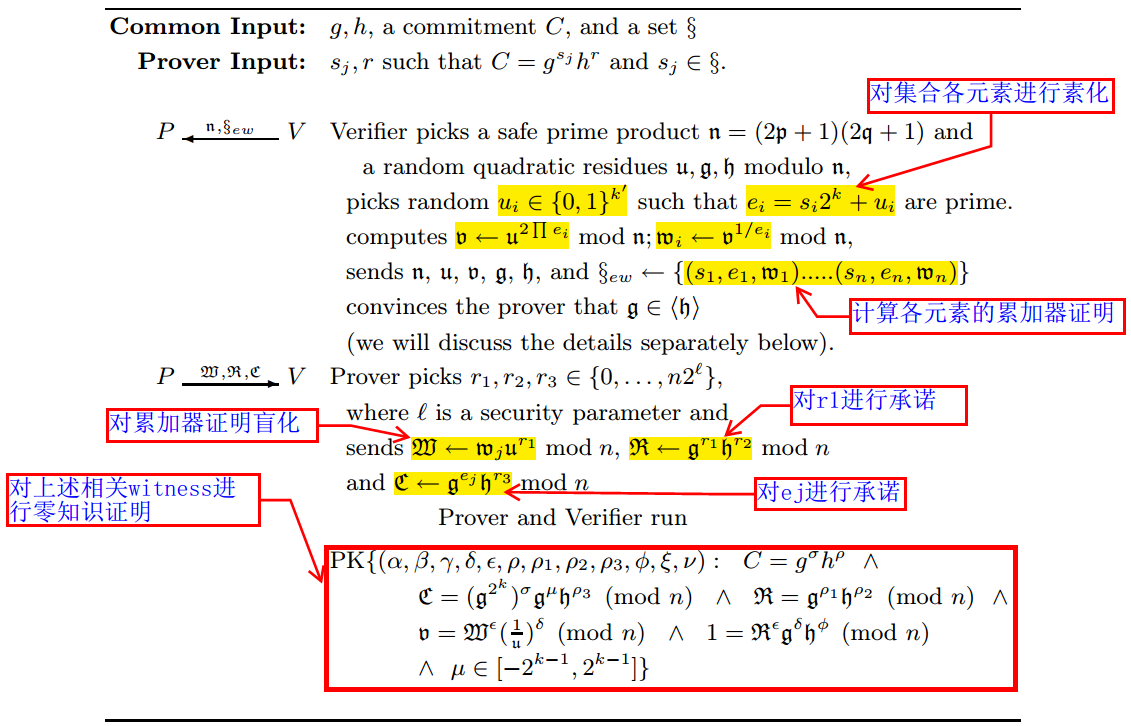 Common Input: g, h, a commitment C, and a set §
Prover Input: s_j, r such that C = g^{s_j}h^r and s_j ∈ §.
对集合各元素进行素化
P ←(𝔫,§_{ew}) V Verifier picks a safe prime product 𝔫 = (2𝔭 + 1)(2𝔮 + 1) and
a random quadratic residues 𝔲, 𝔤, 𝔥 modulo 𝔫,
picks random u_i ∈ {0, 1}^{k′} such that e_i = s_i2^k + u_i are prime.
computes 𝔳 ← 𝔲^{2∏e_i} mod 𝔫; 𝔴_i ← 𝔳^{1/e_i} mod 𝔫,
sends 𝔫, 𝔲, 𝔳, 𝔤, 𝔥, and §_{ew} ← {(s_1, e_1, 𝔴_1).....(s_n, e_n, 𝔴_n)}
convinces the prover that 𝔤 ∈ ⟨𝔥⟩
计算各元素的累加器证明
(we will discuss the details separately below).
P →(𝔚,ℜ,ℭ) V Prover picks r_1, r_2, r_3 ∈ {0, . . . , n2^ℓ},
where ℓ is a security parameter and
对r1进行承诺
对累加器证明盲化
sends 𝔚 ← 𝔴_j𝔲^{r_1} mod n, ℜ ← 𝔤^{r_1}𝔥^{r_2} mod n
and ℭ ← 𝔤^{e_j}𝔥^{r_3} mod n
对ej进行承诺
对上述相关witness进
行零知识证明
Prover and Verifier run
PK{(α, β, γ, δ, ϵ, ρ, ρ_1, ρ_2, ρ_3, ϕ, ξ, ν) : C = g^σh^ρ ∧
ℭ = (𝔤^{2^k})^σ𝔤^μ𝔥^{ρ_3} (mod n) ∧ ℜ = 𝔤^{ρ_1}𝔥^{ρ_2} (mod n) ∧
𝔳 = 𝔚^ϵ(1/𝔲)^δ (mod n) ∧ 1 = ℜ^ϵ𝔤^δ𝔥^ϕ (mod n)
∧ μ ∈ [−2^{k−1}, 2^{k−1}]}